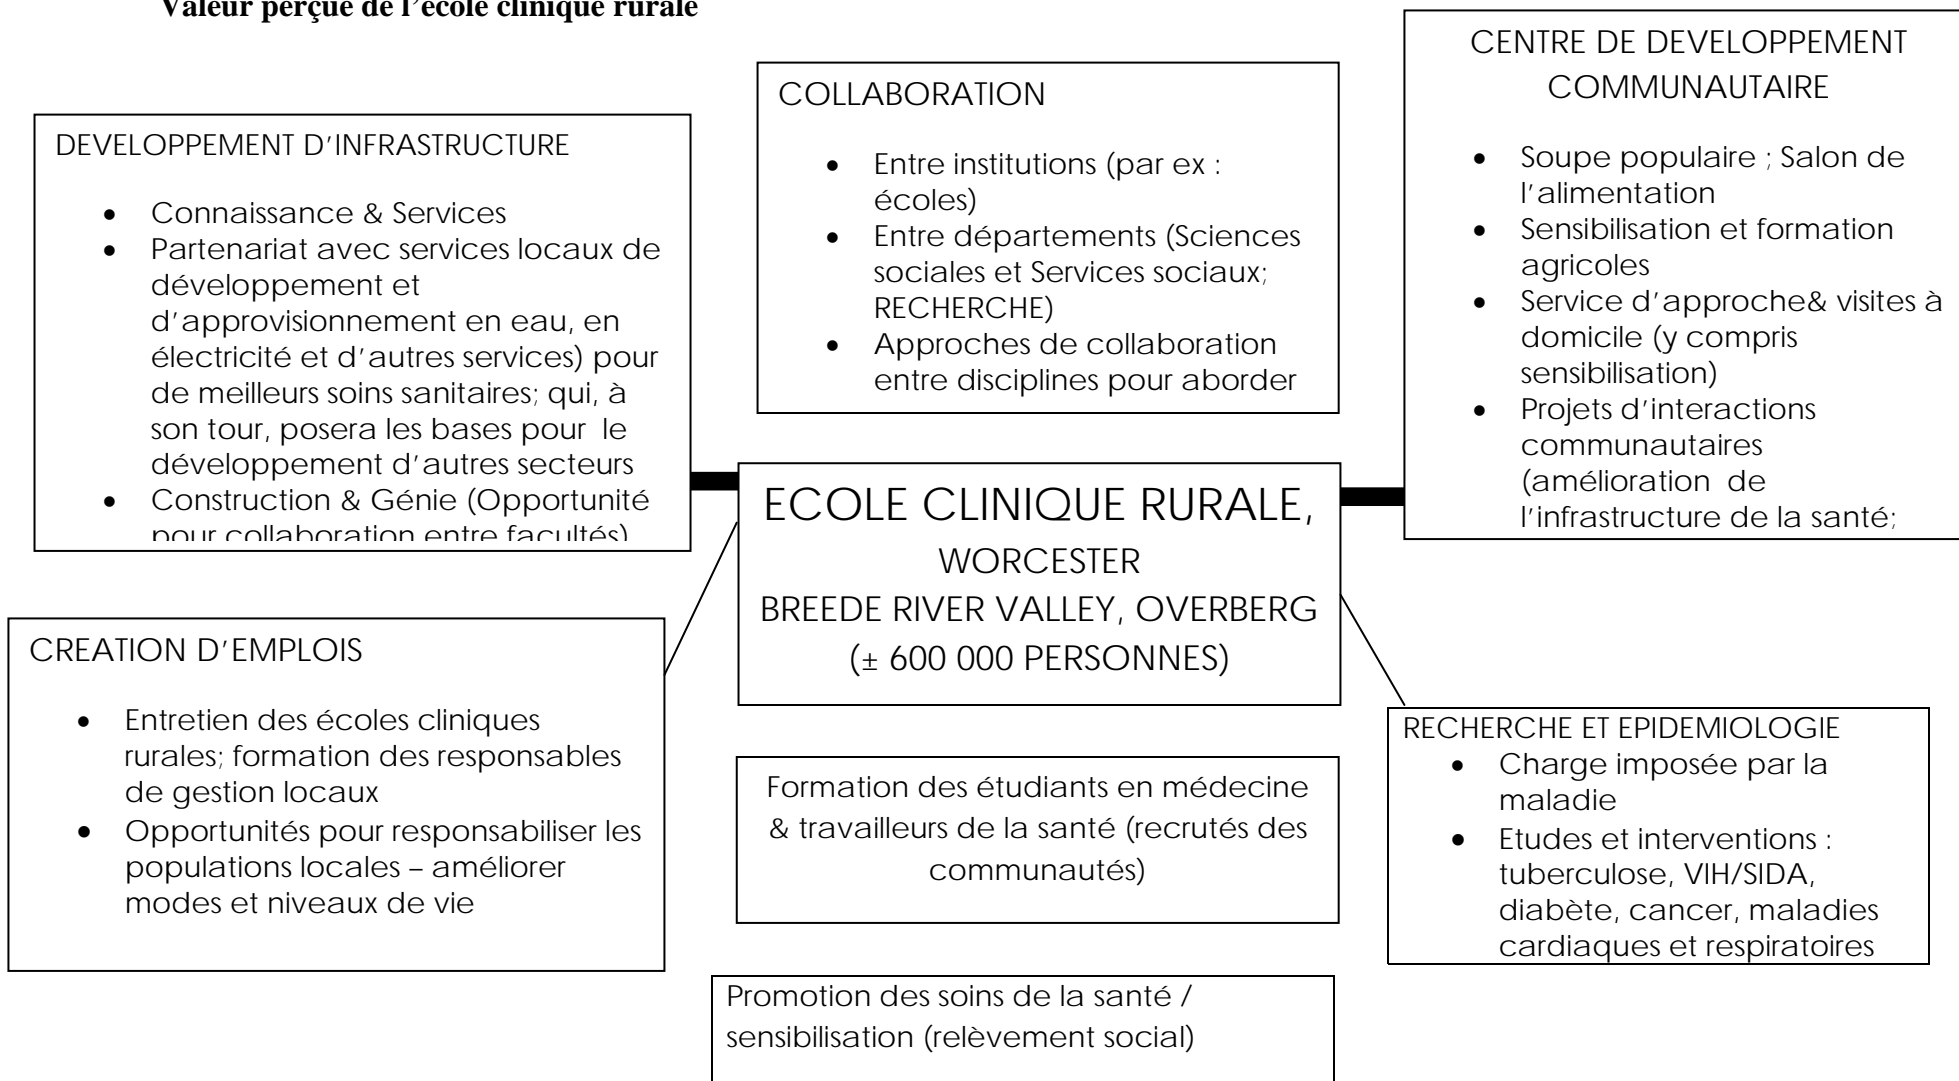 Valeur perçue de l'école clinique rurale
DEVELOPPEMENT D'INFRASTRUCTURE
• Connaissance & Services
• Partenariat avec services locaux de
développement et
d'approvisionnement en eau, en
électricité et d'autres services) pour
de meilleurs soins sanitaires; qui, à
son tour, posera les bases pour le
développement d'autres secteurs
• Construction & Génie (Opportunité
pour collaboration entre facultés)
COLLABORATION
• Entre institutions (par ex :
écoles)
• Entre départements (Sciences
sociales et Services sociaux;
RECHERCHE)
• Approches de collaboration
entre disciplines pour aborder
CENTRE DE DEVELOPPEMENT
COMMUNAUTAIRE
• Soupe populaire ; Salon de
l'alimentation
• Sensibilisation et formation
agricoles
• Service d'approche& visites à
domicile (y compris
sensibilisation)
• Projets d'interactions
communautaires
(amélioration de
l'infrastructure de la santé;
ECOLE CLINIQUE RURALE,
WORCESTER
BREEDE RIVER VALLEY, OVERBERG
(± 600 000 PERSONNES)
CREATION D'EMPLOIS
• Entretien des écoles cliniques
rurales; formation des responsables
de gestion locaux
• Opportunités pour responsabiliser les
populations locales – améliorer
modes et niveaux de vie
Formation des étudiants en médecine
& travailleurs de la santé (recrutés des
communautés)
RECHERCHE ET EPIDEMIOLOGIE
• Charge imposée par la
maladie
• Etudes et interventions :
tuberculose, VIH/SIDA,
diabète, cancer, maladies
cardiaques et respiratoires
Promotion des soins de la santé /
sensibilisation (relèvement social)